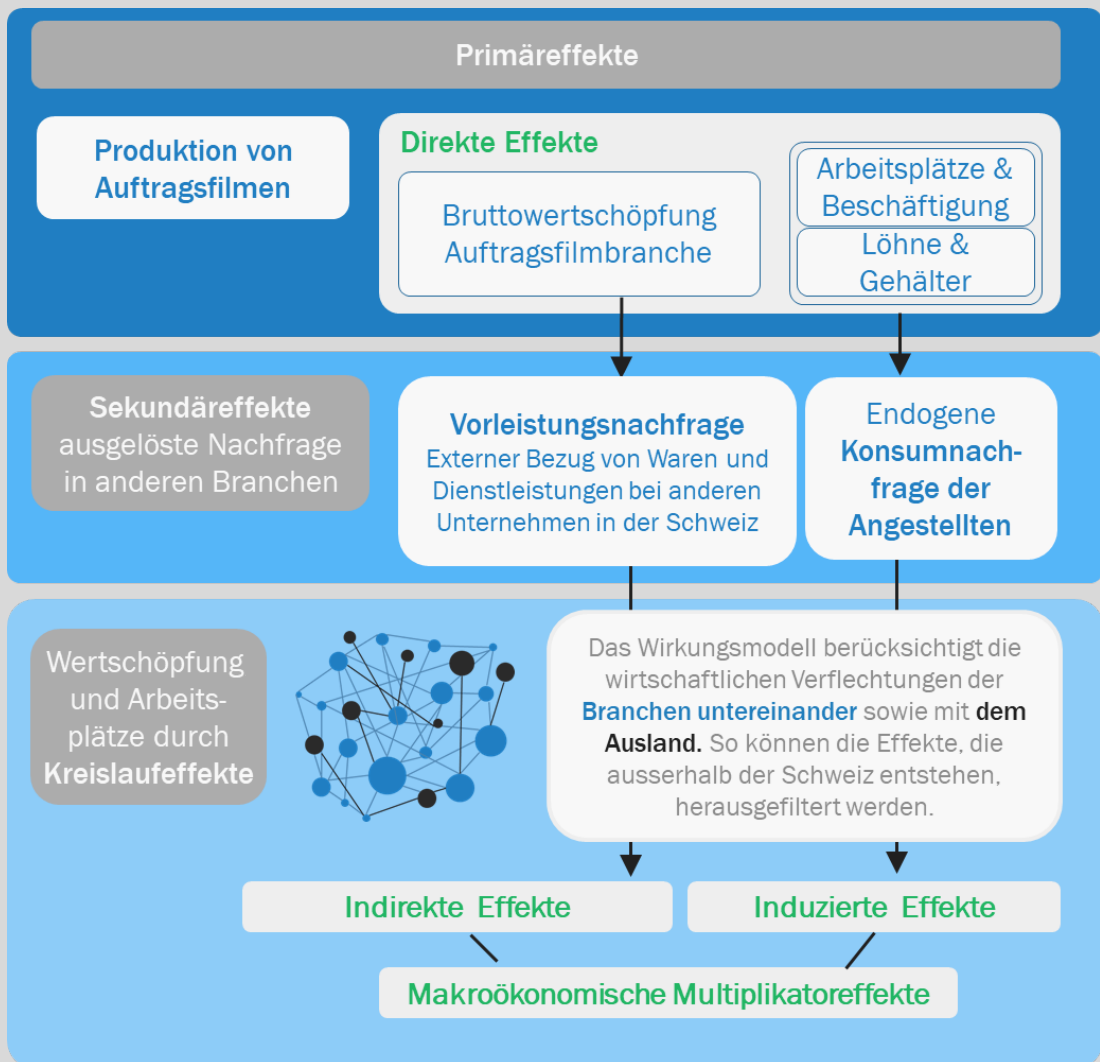 Primäreffekte
Produktion von
Auftragsfilmen
Direkte Effekte
Bruttowertschöpfung
Auftragsfilmbranche
Arbeitsplätze &
Beschäftigung
Löhne &
Gehälter
Sekundäreffekte
ausgelöste Nachfrage
in anderen Branchen
Vorleistungsnachfrage
Externer Bezug von Waren und
Dienstleistungen bei anderen
Unternehmen in der Schweiz
Endogene
Konsumnach-
frage der
Angestellten
Wertschöpfung
und Arbeits-
plätze durch
Kreislaufeffekte
Das Wirkungsmodell berücksichtigt die
wirtschaftlichen Verflechtungen der
Branchen untereinander sowie mit dem
Ausland. So können die Effekte, die
ausserhalb der Schweiz entstehen,
herausgefiltert werden.
Indirekte Effekte
Induzierte Effekte
Makroökonomische Multiplikatoreffekte